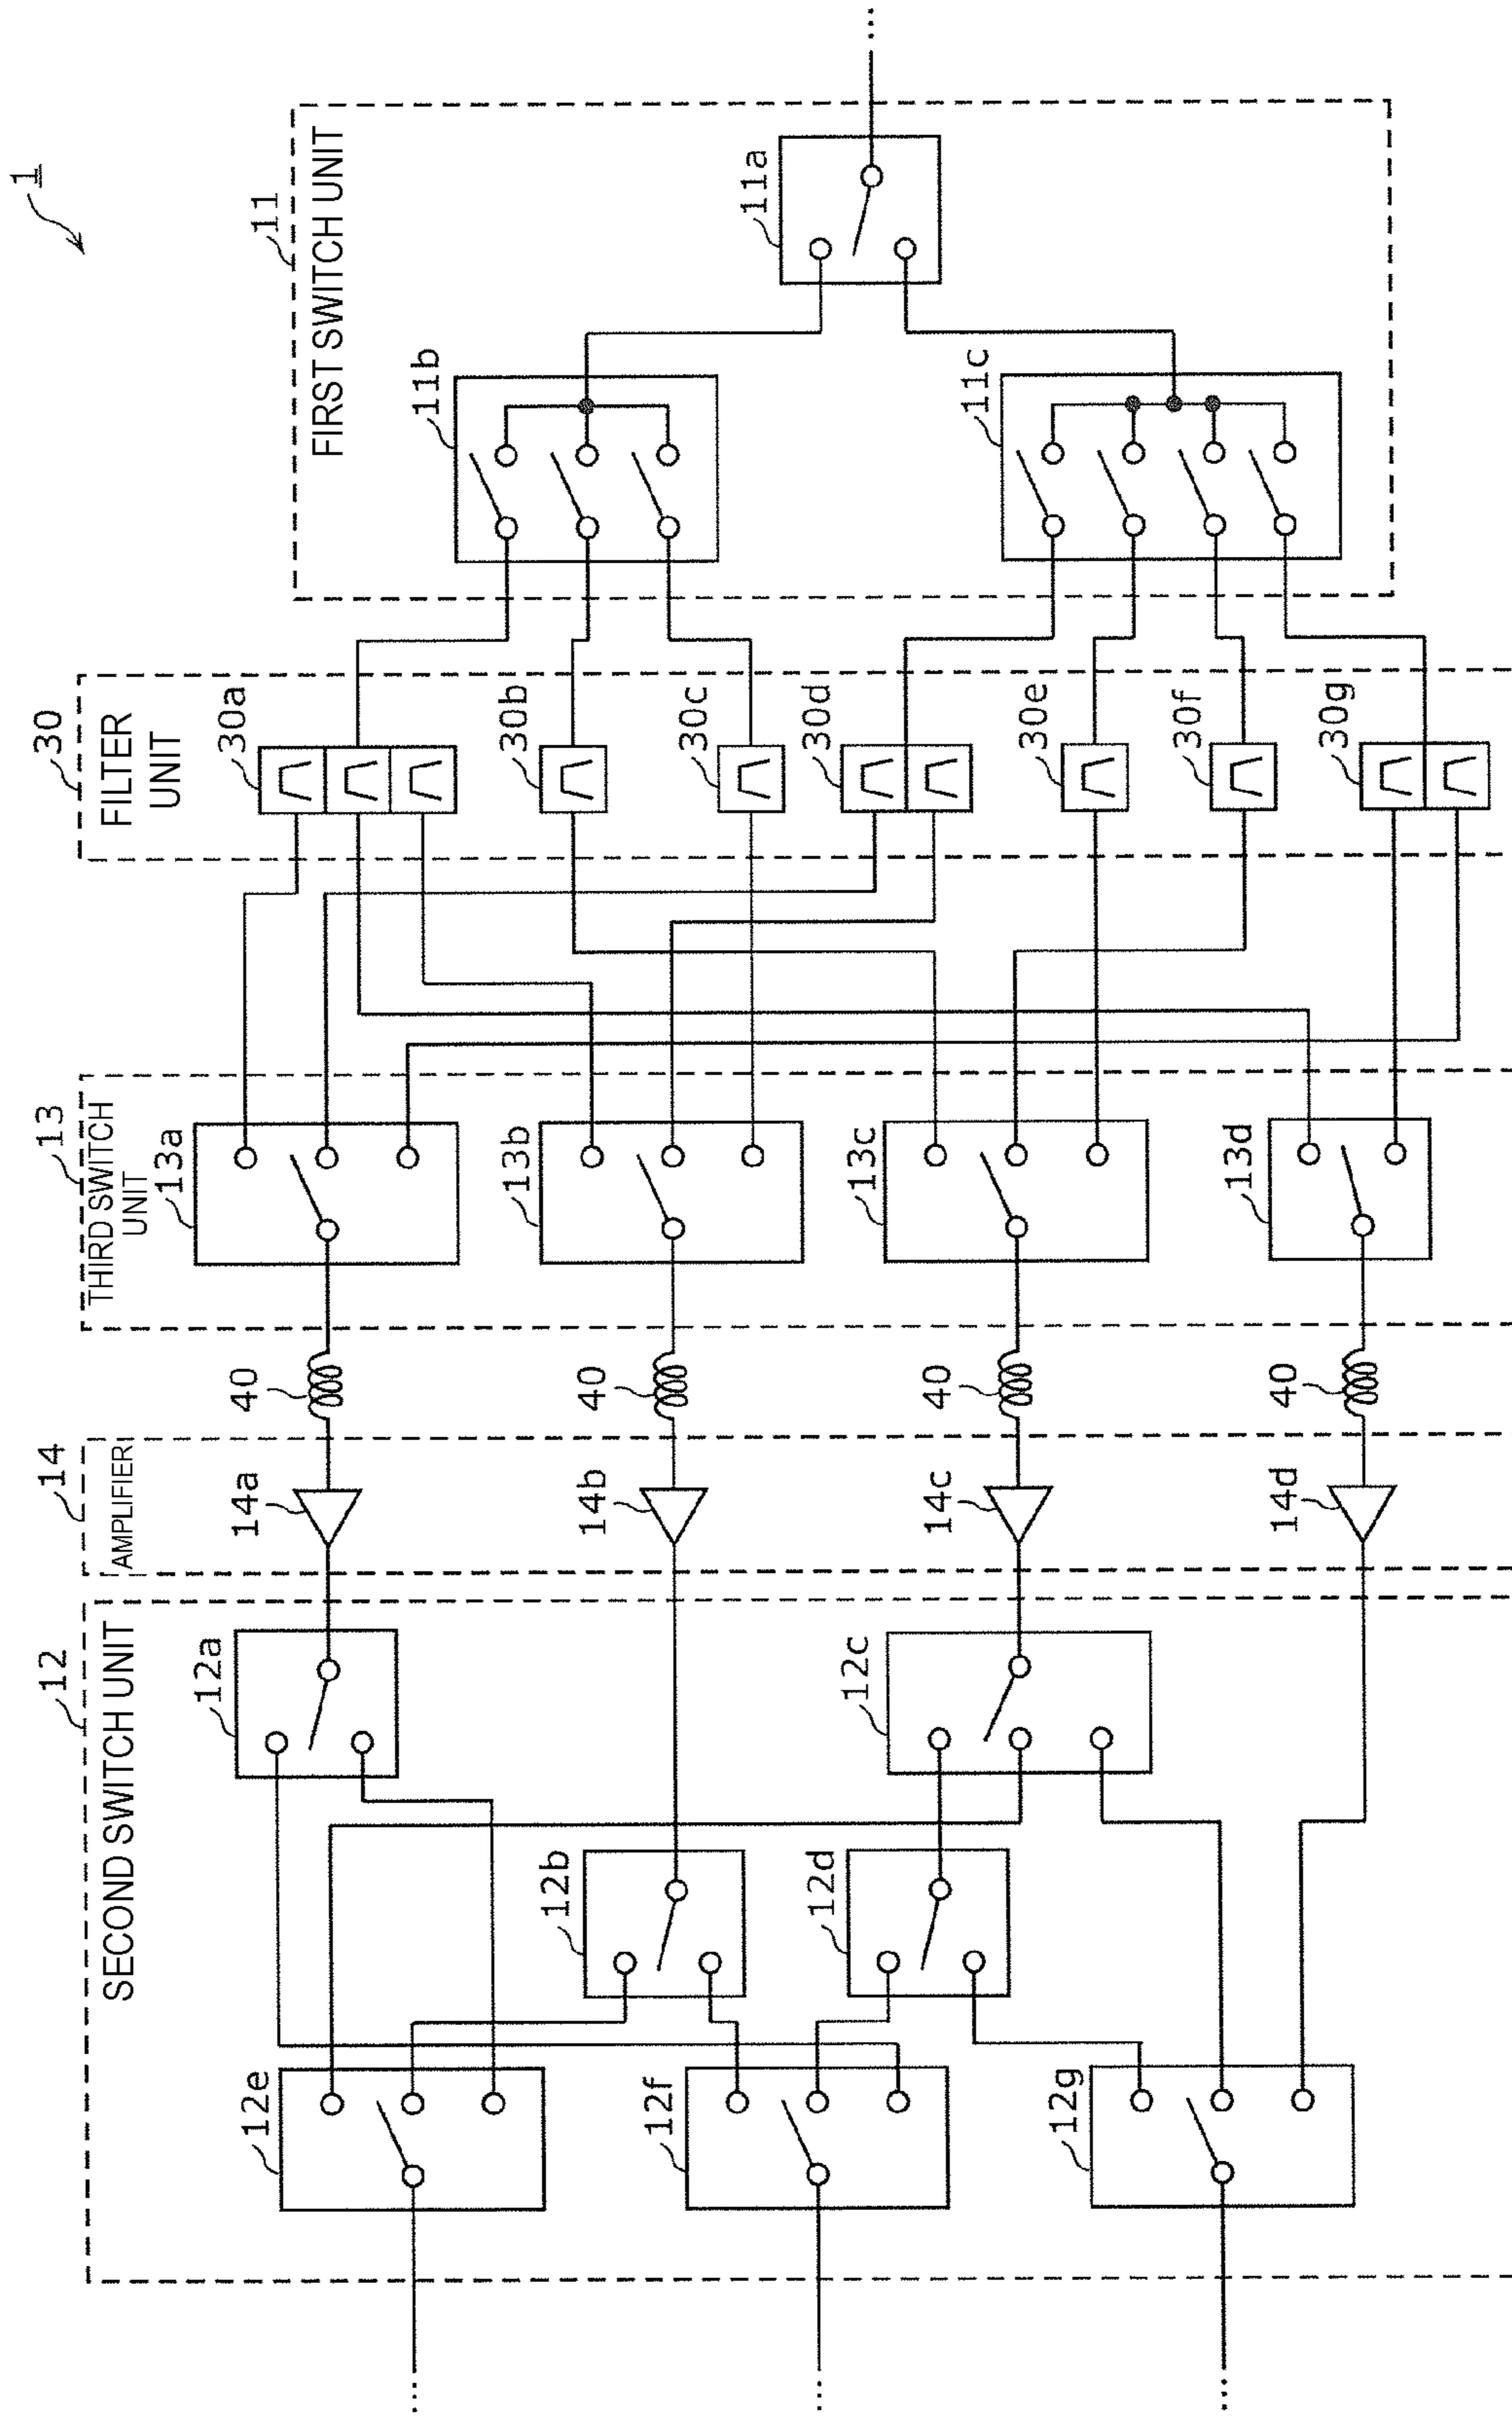 1
11
FIRST SWITCH UNIT
11a
11b
11c
30
FILTER
UNIT
30a
30b
30c
30d
30e
30f
30g
13
THIRD SWITCH
UNIT
13a
13b
13c
13d
40
40
40
40
14
AMPLIFIER
14a
14b
14c
14d
12
SECOND SWITCH UNIT
12a
12c
12b
12d
12e
12f
12g
...
...
...
...